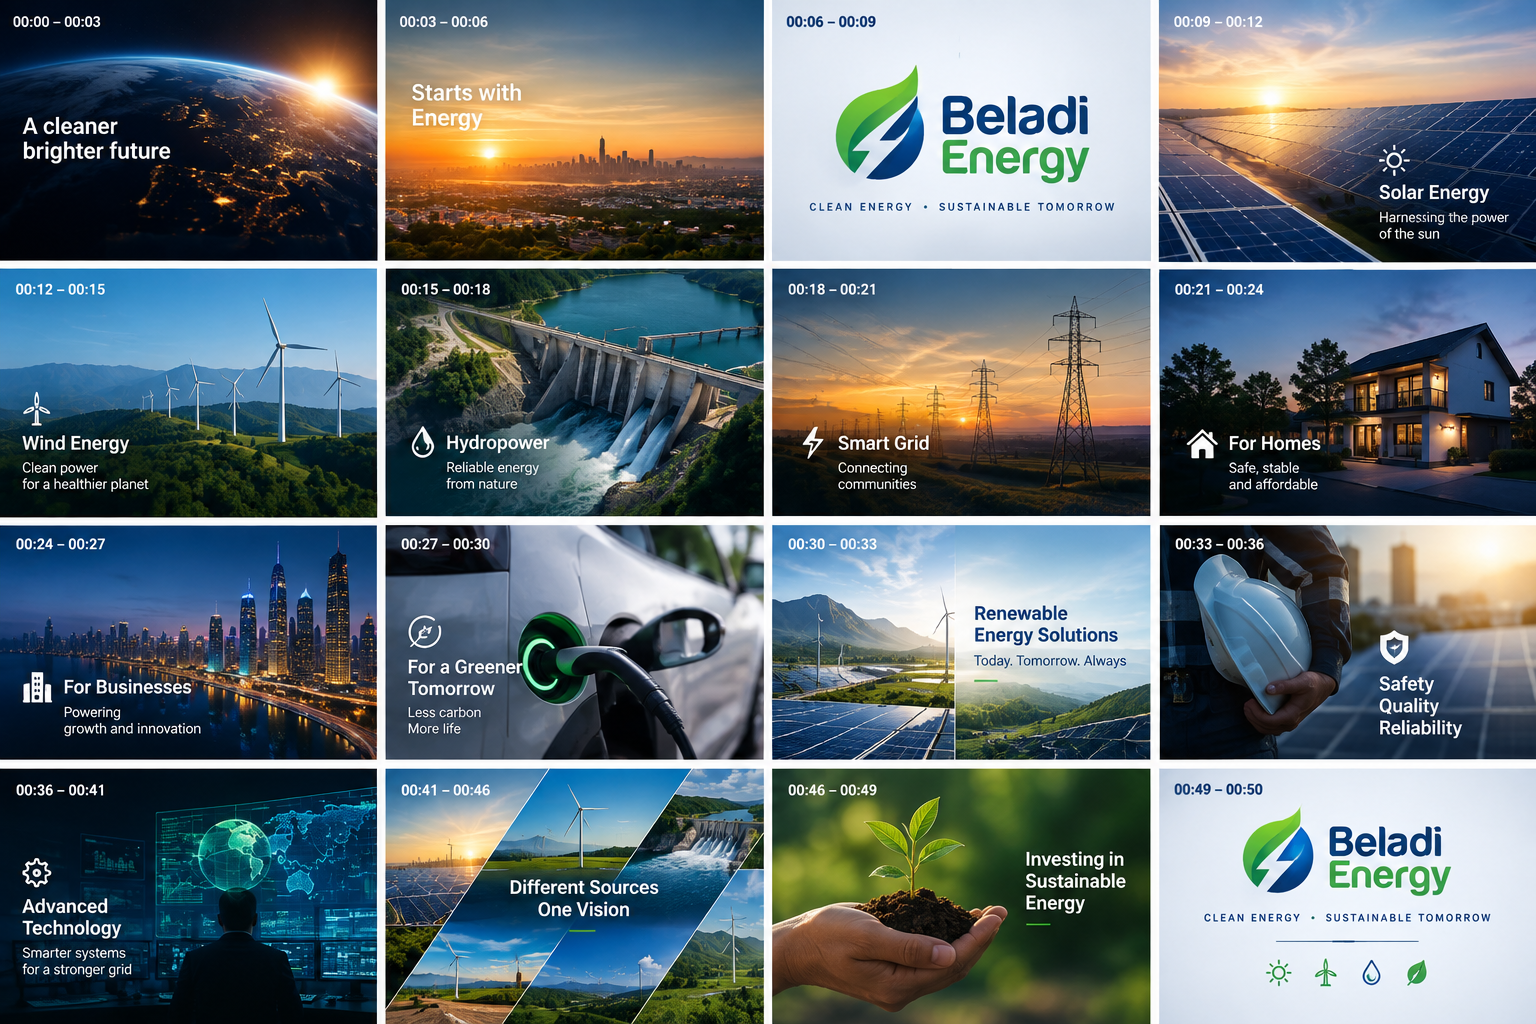 00:00 – 00:03
A cleaner
brighter future
00:03 – 00:06
Starts with
Energy
00:06 – 00:09
Beladi
Energy
CLEAN ENERGY • SUSTAINABLE TOMORROW
00:09 – 00:12
Solar Energy
Harnessing the power
of the sun
00:12 – 00:15
Wind Energy
Clean power
for a healthier planet
00:15 – 00:18
Hydropower
Reliable energy
from nature
00:18 – 00:21
Smart Grid
Connecting
communities
00:21 – 00:24
For Homes
Safe, stable
and affordable
00:24 – 00:27
For Businesses
Powering
growth and innovation
00:27 – 00:30
For a Greener
Tomorrow
Less carbon
More life
00:30 – 00:33
Renewable
Energy Solutions
Today. Tomorrow. Always
00:33 – 00:36
Safety
Quality
Reliability
00:36 – 00:41
Advanced
Technology
Smarter systems
for a stronger grid
00:41 – 00:46
Different Sources
One Vision
00:46 – 00:49
Investing in
Sustainable
Energy
00:49 – 00:50
Beladi
Energy
CLEAN ENERGY • SUSTAINABLE TOMORROW